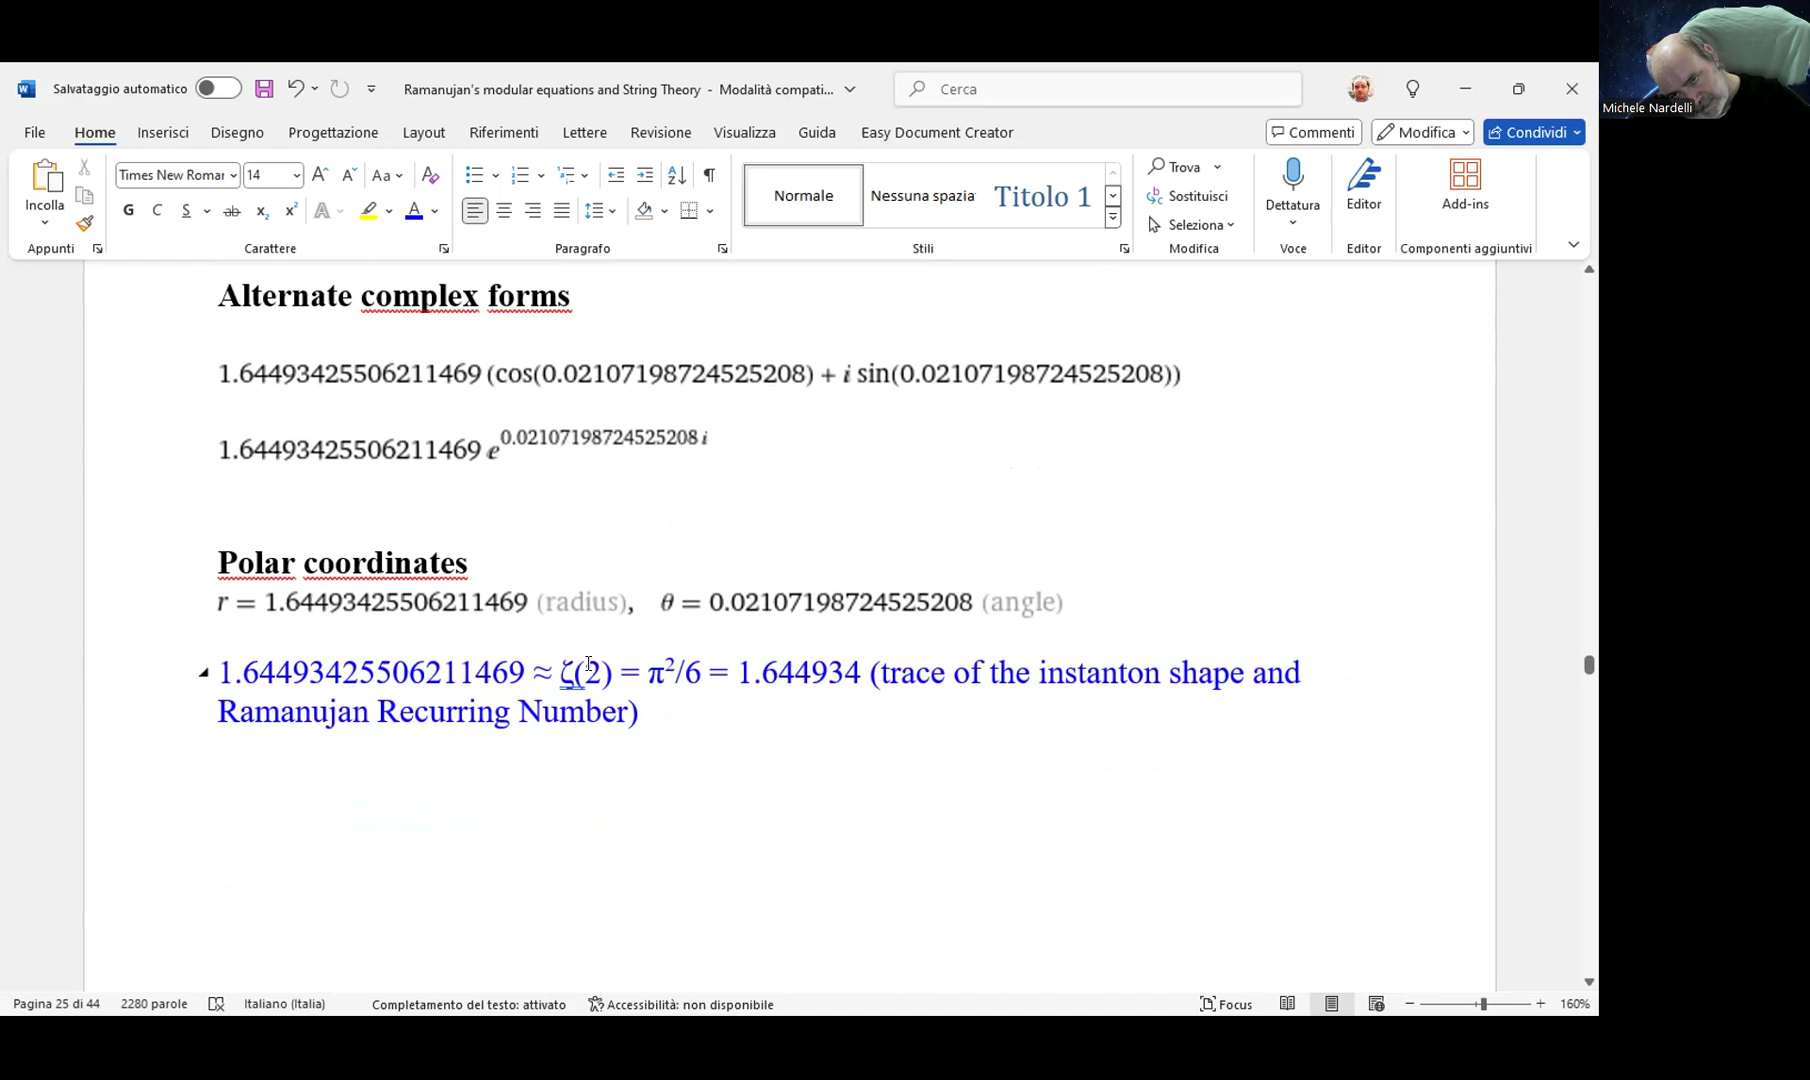 Salvataggio automatico
Ramanujan's modular equations and String Theory - Modalità compati...
Cerca
Michele Nardelli
File Home Inserisci Disegno Progettazione Layout Riferimenti Lettere Revisione Visualizza Guida Easy Document Creator
Commenti Modifica Condividi
Incolla
Appunti
Times New Roman 14
Aa
G C S ab x₂ x² A A
Carattere
Paragrafo
Normale Nessuna spazia Titolo 1
Stili
Trova
Sostituisci
Seleziona
Modifica
Dettatura
Voce
Editor
Editor
Add-ins
Componenti aggiuntivi
Alternate complex forms
1.64493425506211469 (cos(0.02107198724525208) + i sin(0.02107198724525208))
1.64493425506211469 e^0.02107198724525208 i
Polar coordinates
r = 1.64493425506211469 (radius), θ = 0.02107198724525208 (angle)
1.64493425506211469 ≈ ζ(2) = π²/6 = 1.644934 (trace of the instanton shape and
Ramanujan Recurring Number)
Pagina 25 di 44 2280 parole Italiano (Italia) Completamento del testo: attivato Accessibilità: non disponibile Focus 160%